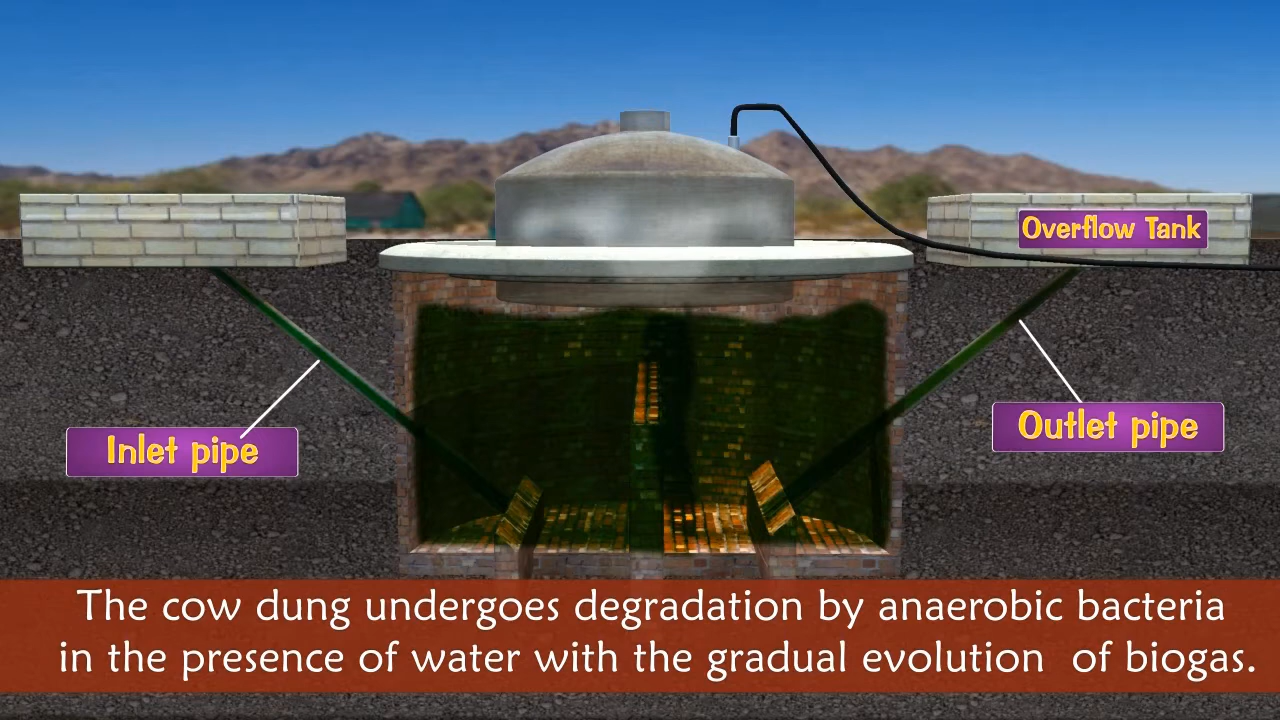 Overflow Tank
Inlet pipe
Outlet pipe
The cow dung undergoes degradation by anaerobic bacteria
in the presence of water with the gradual evolution of biogas.